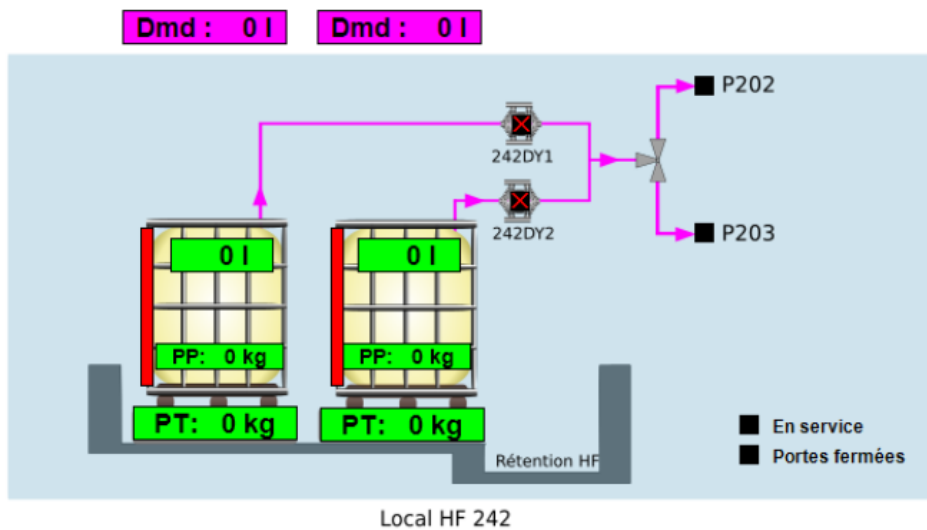 Dmd : 0 l
Dmd : 0 l
P202
242DY1
242DY2
P203
0 l
0 l
PP: 0 kg
PP: 0 kg
PT: 0 kg
PT: 0 kg
En service
Portes fermées
Rétention HF
Local HF 242